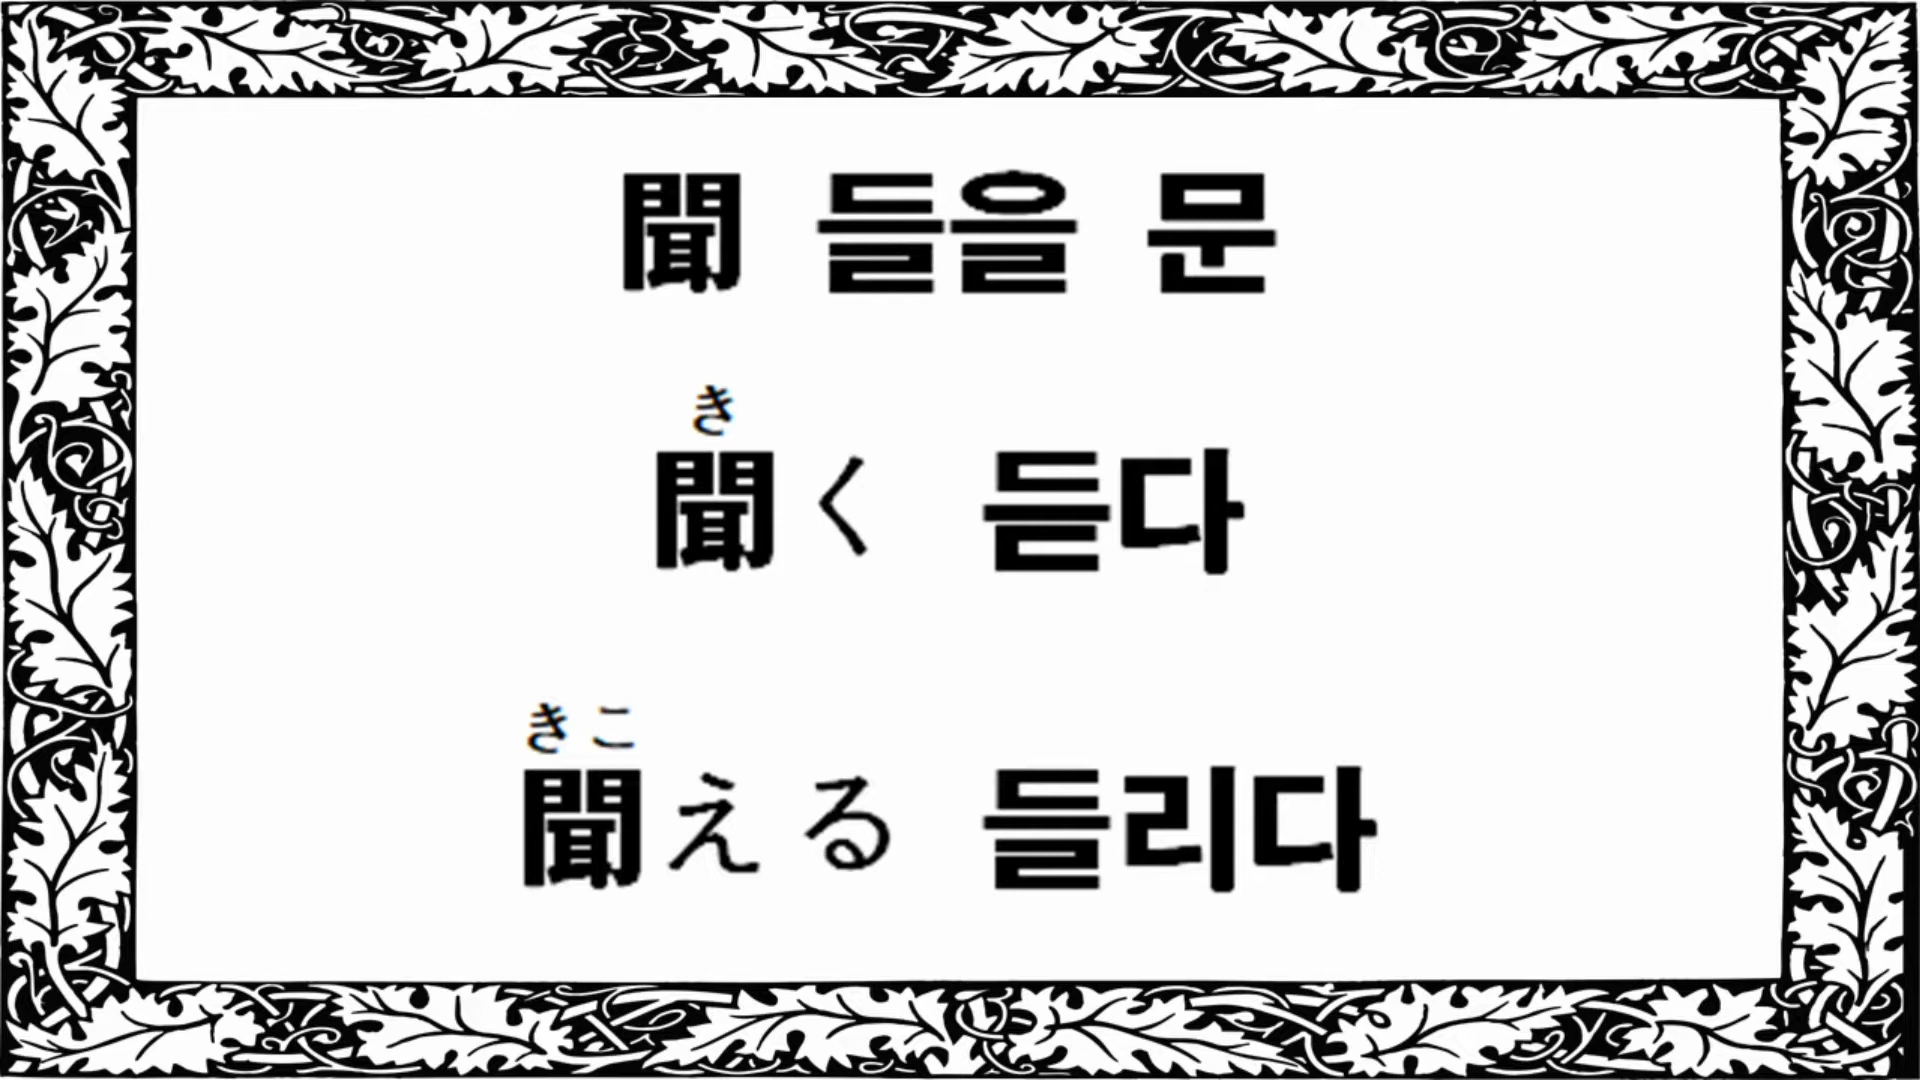 聞 들을 문
き
聞く 듣다
きこ
聞える 들리다